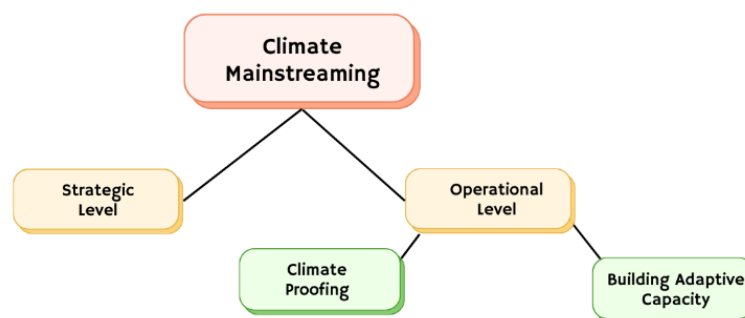 Climate
Mainstreaming
Strategic
Level
Operational
Level
Climate
Proofing
Building Adaptive
Capacity